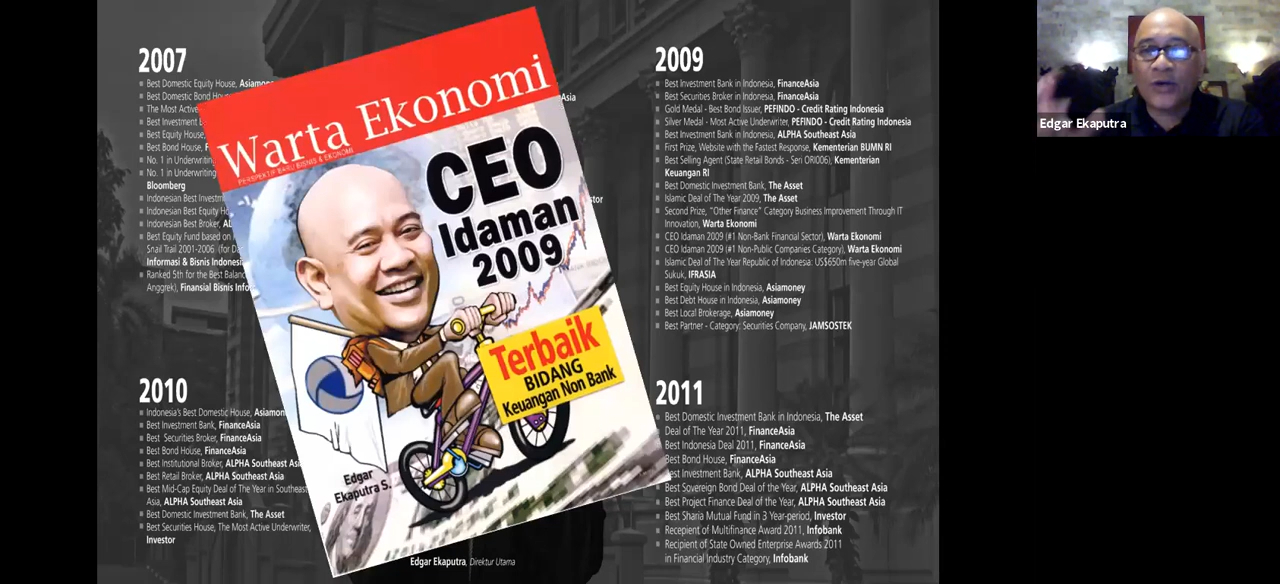 2007
Best Domestic Equity House,
Best Domestic Bond
The Most Active
Best Investment
Best Equity House,
Best Bond House,
No. 1 in Underwriting
No. 1 in Underwriting
Bloomberg
Indonesian Best
Indonesian Best Equity
Indonesian Best Broker,
Best Equity Fund based on
Snail Trail 2001-2006
Informasi & Bisnis
Ranked 5th for the Best
Anggrek), Finansial Bisnis
Warta Ekonomi
PERSPEKTIF BARU BISNIS & EKONOMI
CEO
Idaman
2009
Terbaik
BIDANG
Keuangan Non Bank
Edgar
Ekaputra S.
2009
Best Investment Bank in Indonesia, FinanceAsia
Best Securities Broker in Indonesia, FinanceAsia
Gold Medal - Best Bond Issuer, PEFINDO - Credit Rating Indonesia
Silver Medal - Most Active Underwriter, PEFINDO - Credit Rating Indonesia
Best Investment Bank in Indonesia, ALPHA Southeast Asia
First Prize, Website with the Fastest Response, Kementerian BUMN RI
Best Selling Agent (State Retail Bonds - Seri ORI006), Kementerian
Keuangan RI
Best Domestic Investment Bank, The Asset
Islamic Deal of The Year 2009, The Asset
Second Prize, "Other Finance" Category Business Improvement Through IT
Innovation, Warta Ekonomi
CEO Idaman 2009 (#1 Non-Bank Financial Sector), Warta Ekonomi
CEO Idaman 2009 (#1 Non-Public Companies Category), Warta Ekonomi
Islamic Deal of The Year Republic of Indonesia: US$650m five-year Global
Sukuk, IFRASIA
Best Equity House in Indonesia, Asiamoney
Best Debt House in Indonesia, Asiamoney
Best Local Brokerage, Asiamoney
Best Partner - Category: Securities Company, JAMSOSTEK
2010
Indonesia's Best Domestic House,
Best Investment Bank, FinanceAsia
Best Securities Broker, FinanceAsia
Best Bond House, FinanceAsia
Best Institutional Broker, ALPHA Southeast
Best Retail Broker, ALPHA Southeast Asia
Best Mid-Cap Equity Deal of The Year in Southeast
Asia, ALPHA Southeast Asia
Best Domestic Investment Bank, The Asset
Best Securities House, The Most Active Underwriter,
Investor
2011
Best Domestic Investment Bank in Indonesia, The Asset
Deal of The Year 2011, FinanceAsia
Best Indonesia Deal 2011, FinanceAsia
Best Bond House, FinanceAsia
Best Investment Bank, ALPHA Southeast Asia
Best Sovereign Bond Deal of the Year, ALPHA Southeast Asia
Best Project Finance Deal of the Year, ALPHA Southeast Asia
Best Sharia Mutual Fund in 3 Year-period, Investor
Recepient of Multifinance Award 2011, Infobank
Recipient of State Owned Enterprise Awards 2011
in Financial Industry Category, Infobank
Edgar Ekaputra, Direktur Utama
Edgar Ekaputra